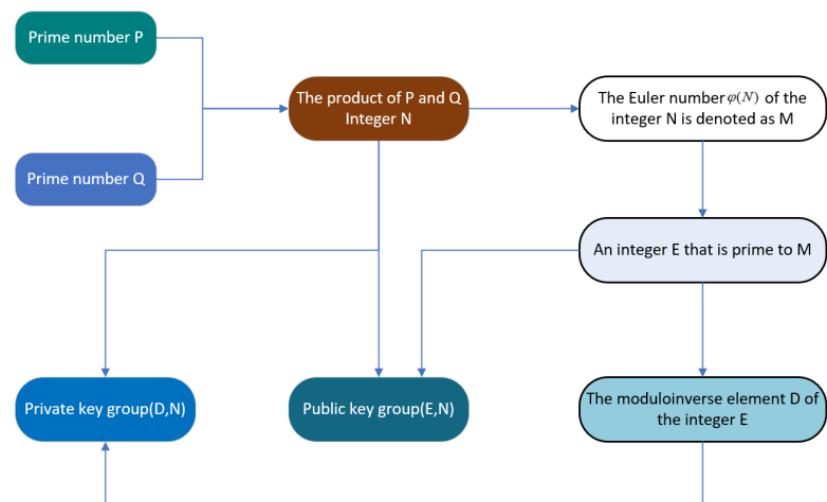 Prime number P
The product of P and Q
Integer N
The Euler number φ(N) of the
integer N is denoted as M
Prime number Q
An integer E that is prime to M
Private key group(D,N)
Public key group(E,N)
The moduloinverse element D of
the integer E